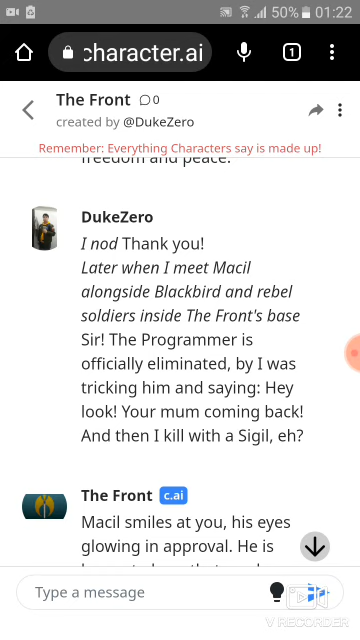 50% 01:22
character.ai
1
The Front 0
created by @DukeZero
Remember: Everything Characters say is made up!
freedom and peace.
DukeZero
I nod Thank you!
Later when I meet Macil
alongside Blackbird and rebel
soldiers inside The Front's base
Sir! The Programmer is
officially eliminated, by I was
tricking him and saying: Hey
look! Your mum coming back!
And then I kill with a Sigil, eh?
The Front c.ai
Macil smiles at you, his eyes
glowing in approval. He is
Type a message
V RECORDER